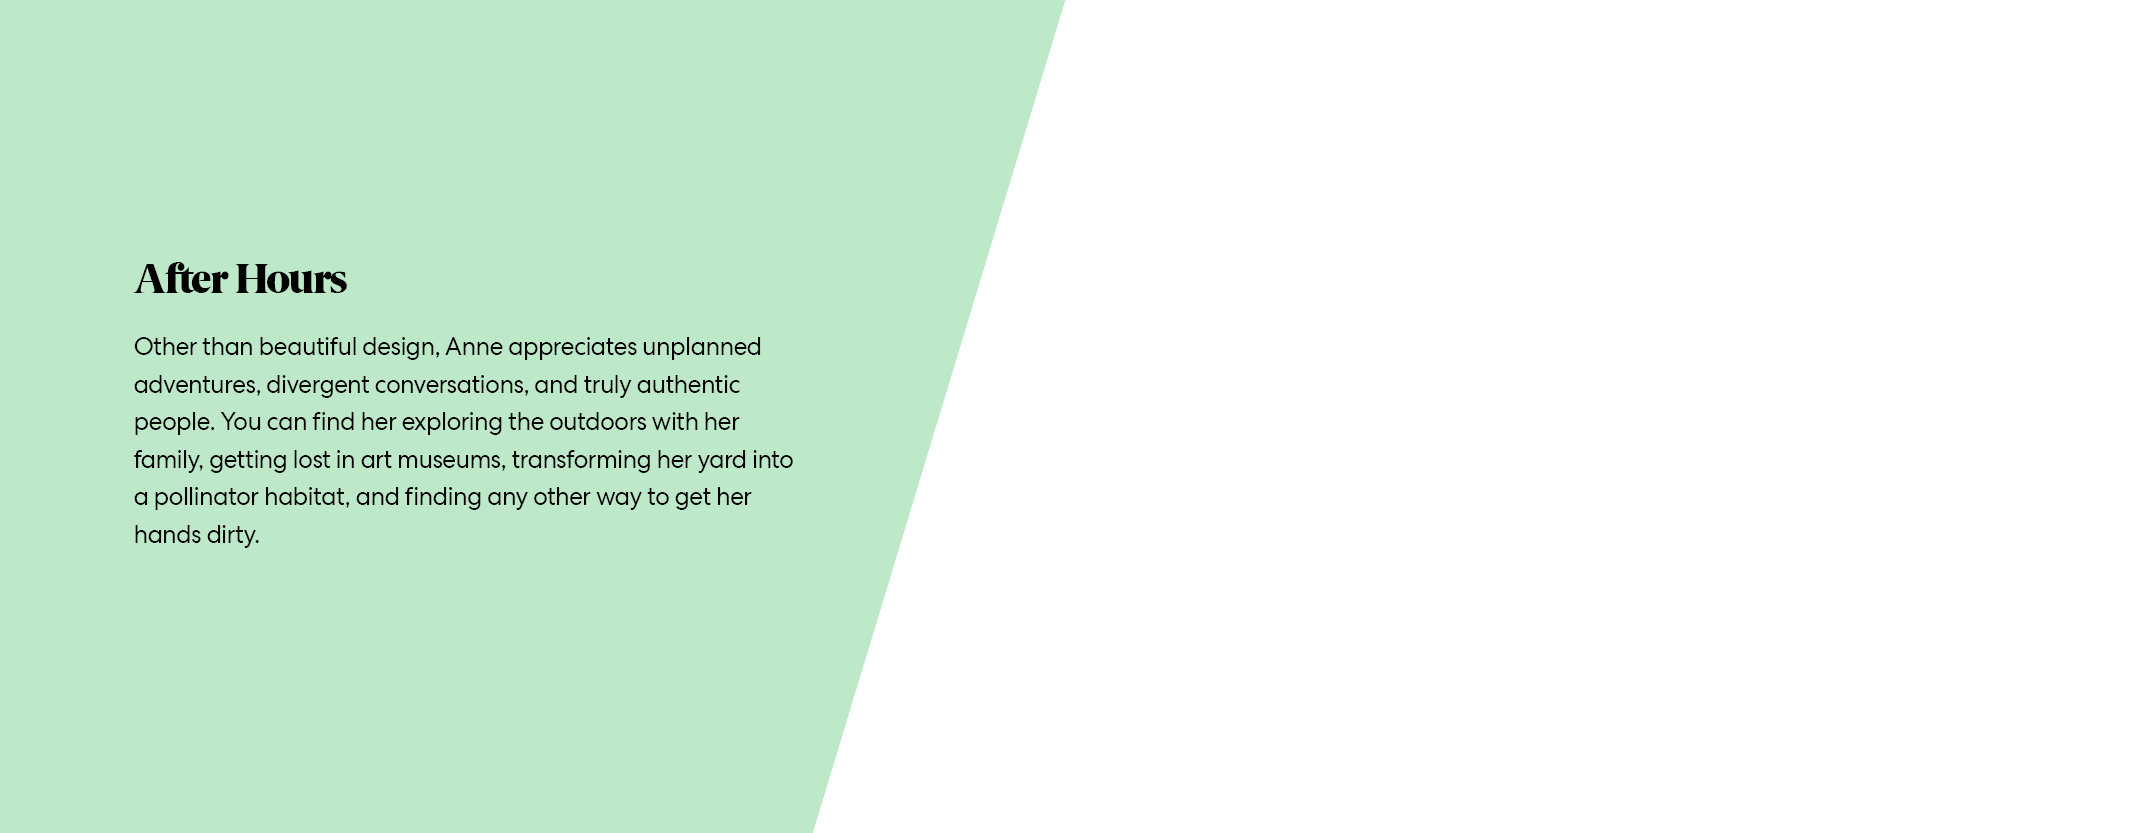 After Hours
Other than beautiful design, Anne appreciates unplanned
adventures, divergent conversations, and truly authentic
people. You can find her exploring the outdoors with her
family, getting lost in art museums, transforming her yard into
a pollinator habitat, and finding any other way to get her
hands dirty.